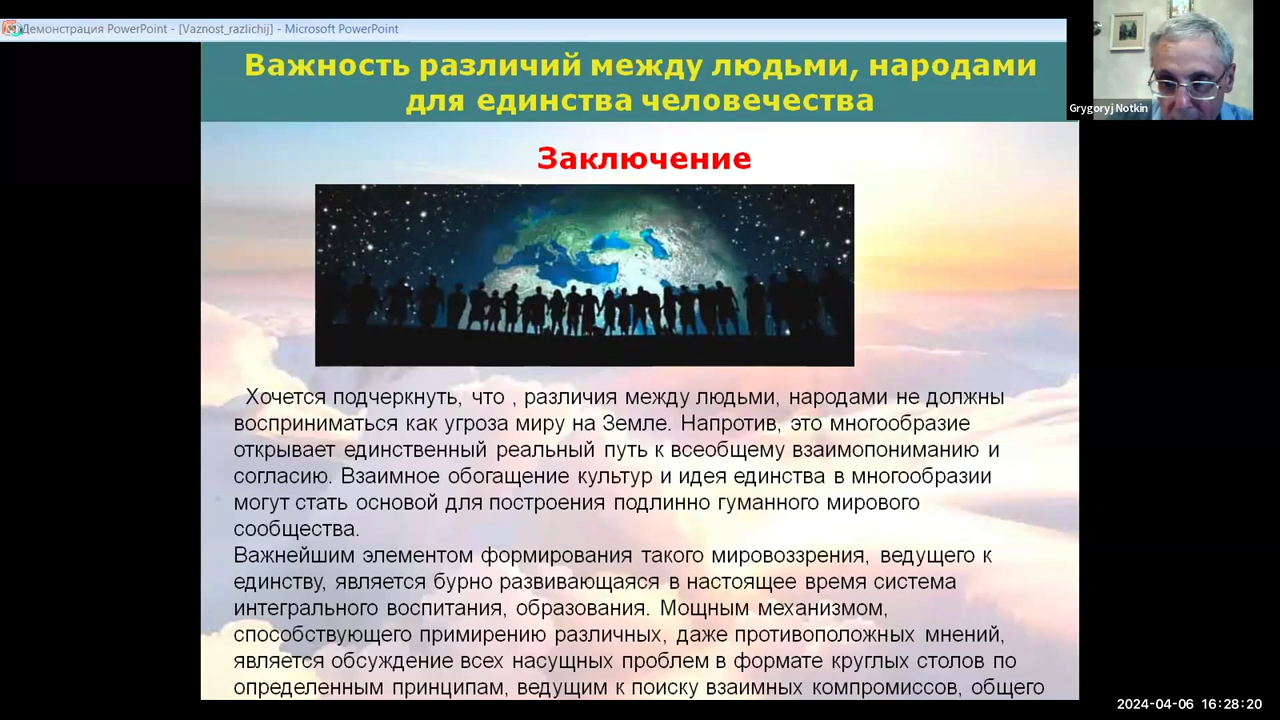 Демонстрация PowerPoint - [Vaznost_razlichij] - Microsoft PowerPoint
Важность различий между людьми, народами
для единства человечества
Grygoryj Notkin
Заключение
Хочется подчеркнуть, что , различия между людьми, народами не должны
восприниматься как угроза миру на Земле. Напротив, это многообразие
открывает единственный реальный путь к всеобщему взаимопониманию и
согласию. Взаимное обогащение культур и идея единства в многообразии
могут стать основой для построения подлинно гуманного мирового
сообщества.
Важнейшим элементом формирования такого мировоззрения, ведущего к
единству, является бурно развивающаяся в настоящее время система
интегрального воспитания, образования. Мощным механизмом,
способствующего примирению различных, даже противоположных мнений,
является обсуждение всех насущных проблем в формате круглых столов по
определенным принципам, ведущим к поиску взаимных компромиссов, общего
2024-04-06 16:28:20